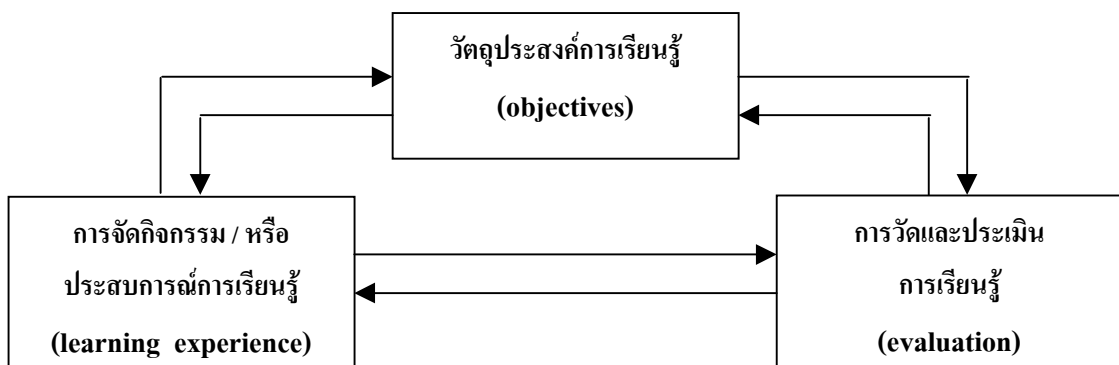 วัตถุประสงค์การเรียนรู้
(objectives)
การจัดกิจกรรม / หรือ
ประสบการณ์การเรียนรู้
(learning experience)
การวัดและประเมิน
การเรียนรู้
(evaluation)